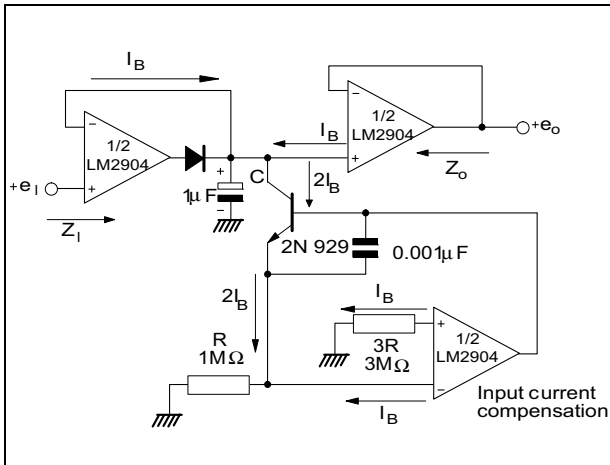 I_B
1/2
LM2904
+e_I
Z_I
+
1μF
−
C
I_B
2I_B
1/2
LM2904
+e_o
Z_o
2N 929
0.001μF
2I_B
R
1MΩ
I_B
3R
3MΩ
1/2
LM2904
I_B
Input current
compensation